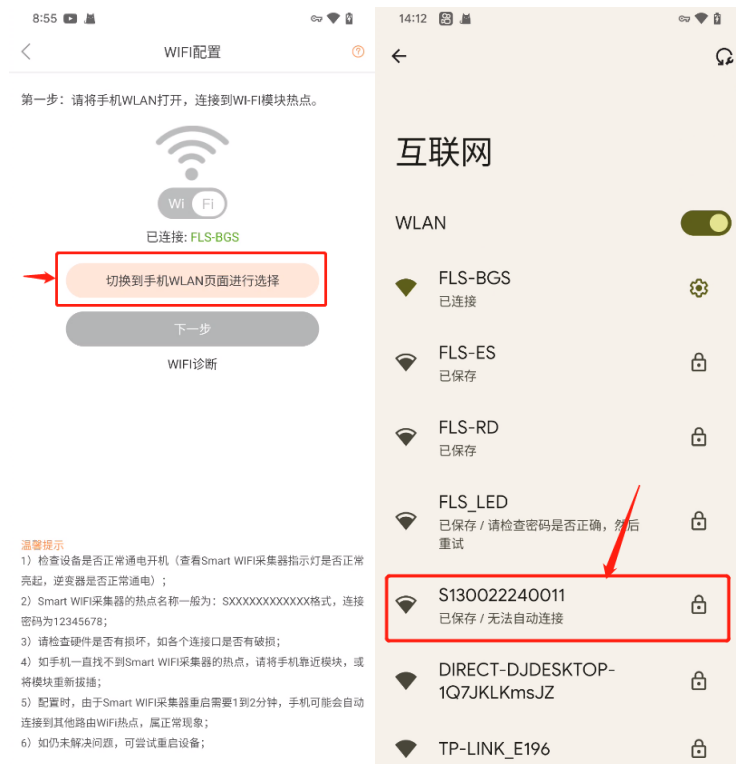 8:55
WIFI配置
第一步：请将手机WLAN打开，连接到WI-FI模块热点。
Wi Fi
已连接: FLS-BGS
切换到手机WLAN页面进行选择
下一步
WIFI诊断
温馨提示
1）检查设备是否正常通电开机（查看Smart WIFI采集器指示灯是否正常
亮起，逆变器是否正常通电）；
2）Smart WIFI采集器的热点名称一般为：SXXXXXXXXXXXX格式，连接
密码为12345678；
3）请检查硬件是否有损坏，如各个连接口是否有破损；
4）如手机一直找不到Smart WIFI采集器的热点，请将手机靠近模块，或
将模块重新拔插；
5）配置时，由于Smart WIFI采集器重启需要1到2分钟，手机可能会自动
连接到其他路由WiFi热点，属正常现象；
6）如仍未解决问题，可尝试重启设备；
14:12
互联网
WLAN
FLS-BGS
已连接
FLS-ES
已保存
FLS-RD
已保存
FLS_LED
已保存 / 请检查密码是否正确，然后
重试
S130022240011
已保存 / 无法自动连接
DIRECT-DJDESKTOP-
1Q7JKLKmsJZ
TP-LINK_E196